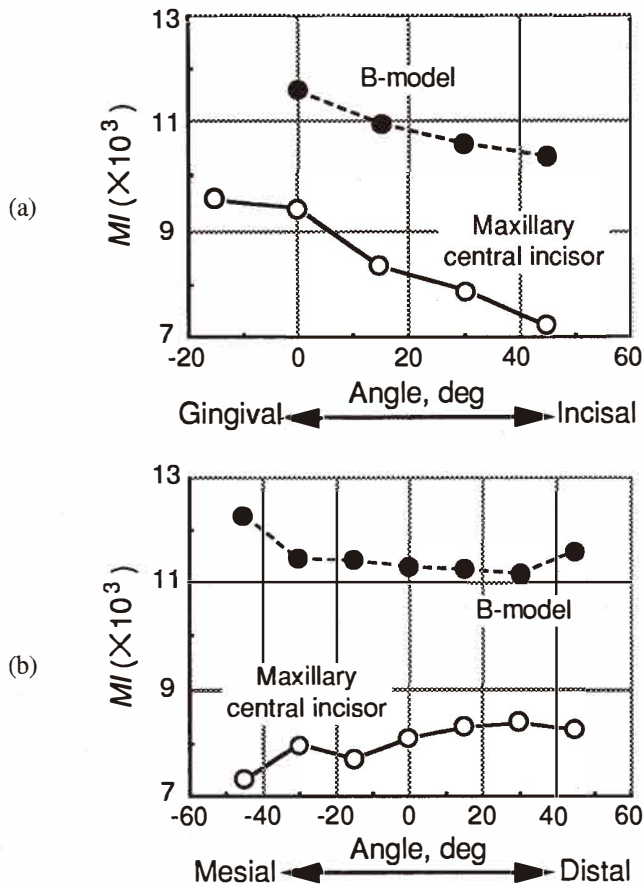 (a)
MI (×10³)
13
11
9
7
B-model
Maxillary
central incisor
-20 0 20 40 60
Angle, deg
Gingival Incisal
(b)
MI (×10³)
13
11
9
7
B-model
Maxillary
central incisor
-60 -40 -20 0 20 40 60
Angle, deg
Mesial Distal